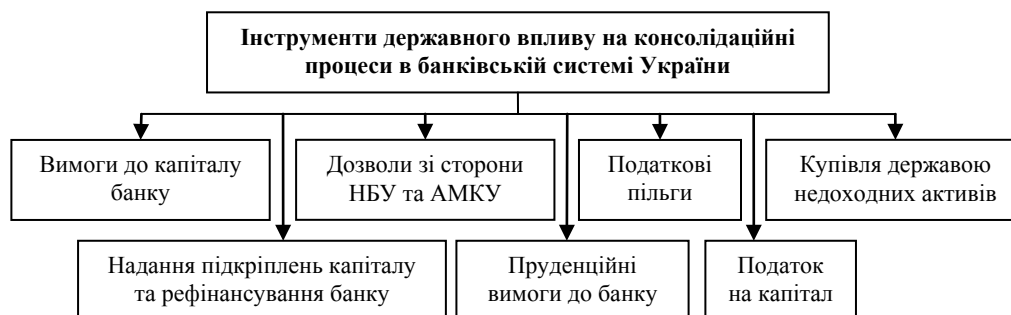 Інструменти державного впливу на консолідаційні
процеси в банківській системі України
Вимоги до капіталу
банку
Дозволи зі сторони
НБУ та АМКУ
Податкові
пільги
Купівля державою
недоходних активів
Надання підкріплень капіталу
та рефінансування банку
Пруденційні
вимоги до банку
Податок
на капітал